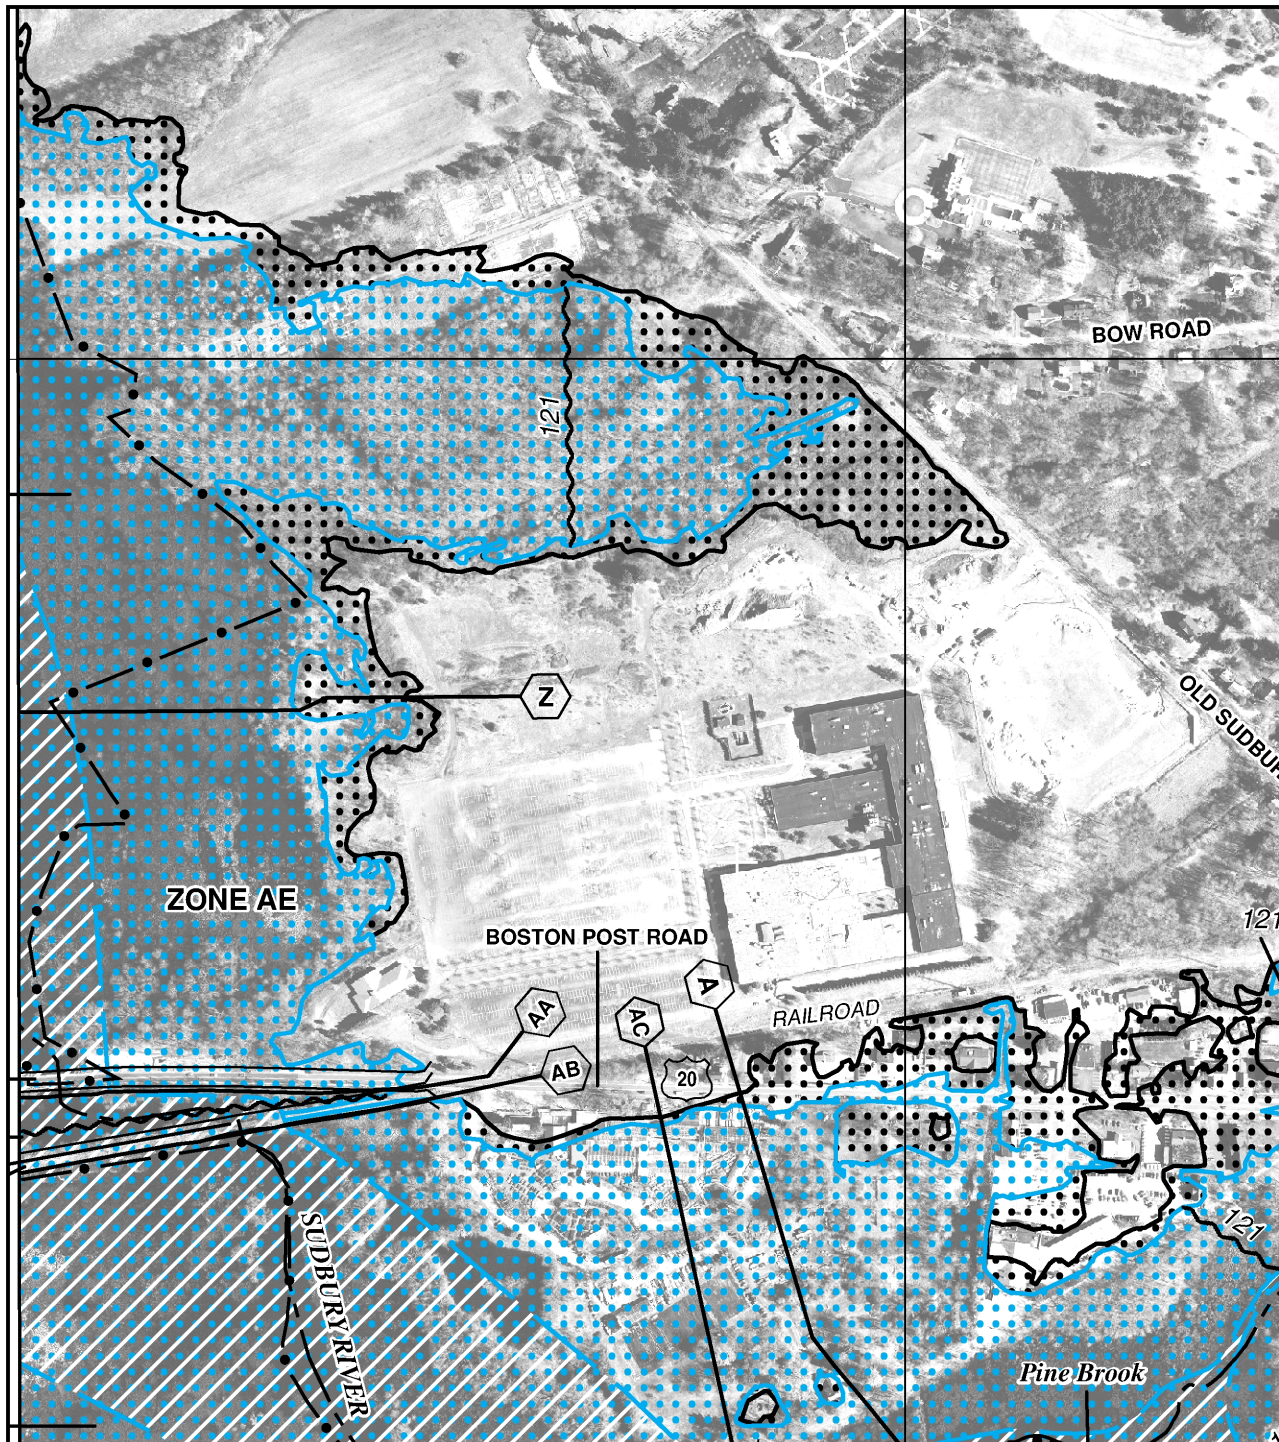 BOW ROAD
121
Z
OLD SUDBUR
ZONE AE
121
BOSTON POST ROAD
A
AA
AC
RAILROAD
AB
20
121
SUDBURY RIVER
Pine Brook